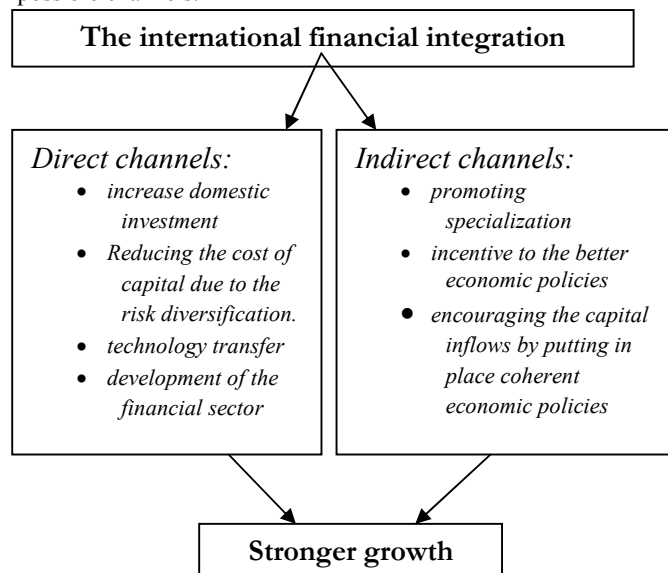 The international financial integration
Direct channels:
• increase domestic
investment
• Reducing the cost of
capital due to the
risk diversification.
• technology transfer
• development of the
financial sector
Indirect channels:
• promoting
specialization
• incentive to the better
economic policies
• encouraging the capital
inflows by putting in
place coherent
economic policies
Stronger growth